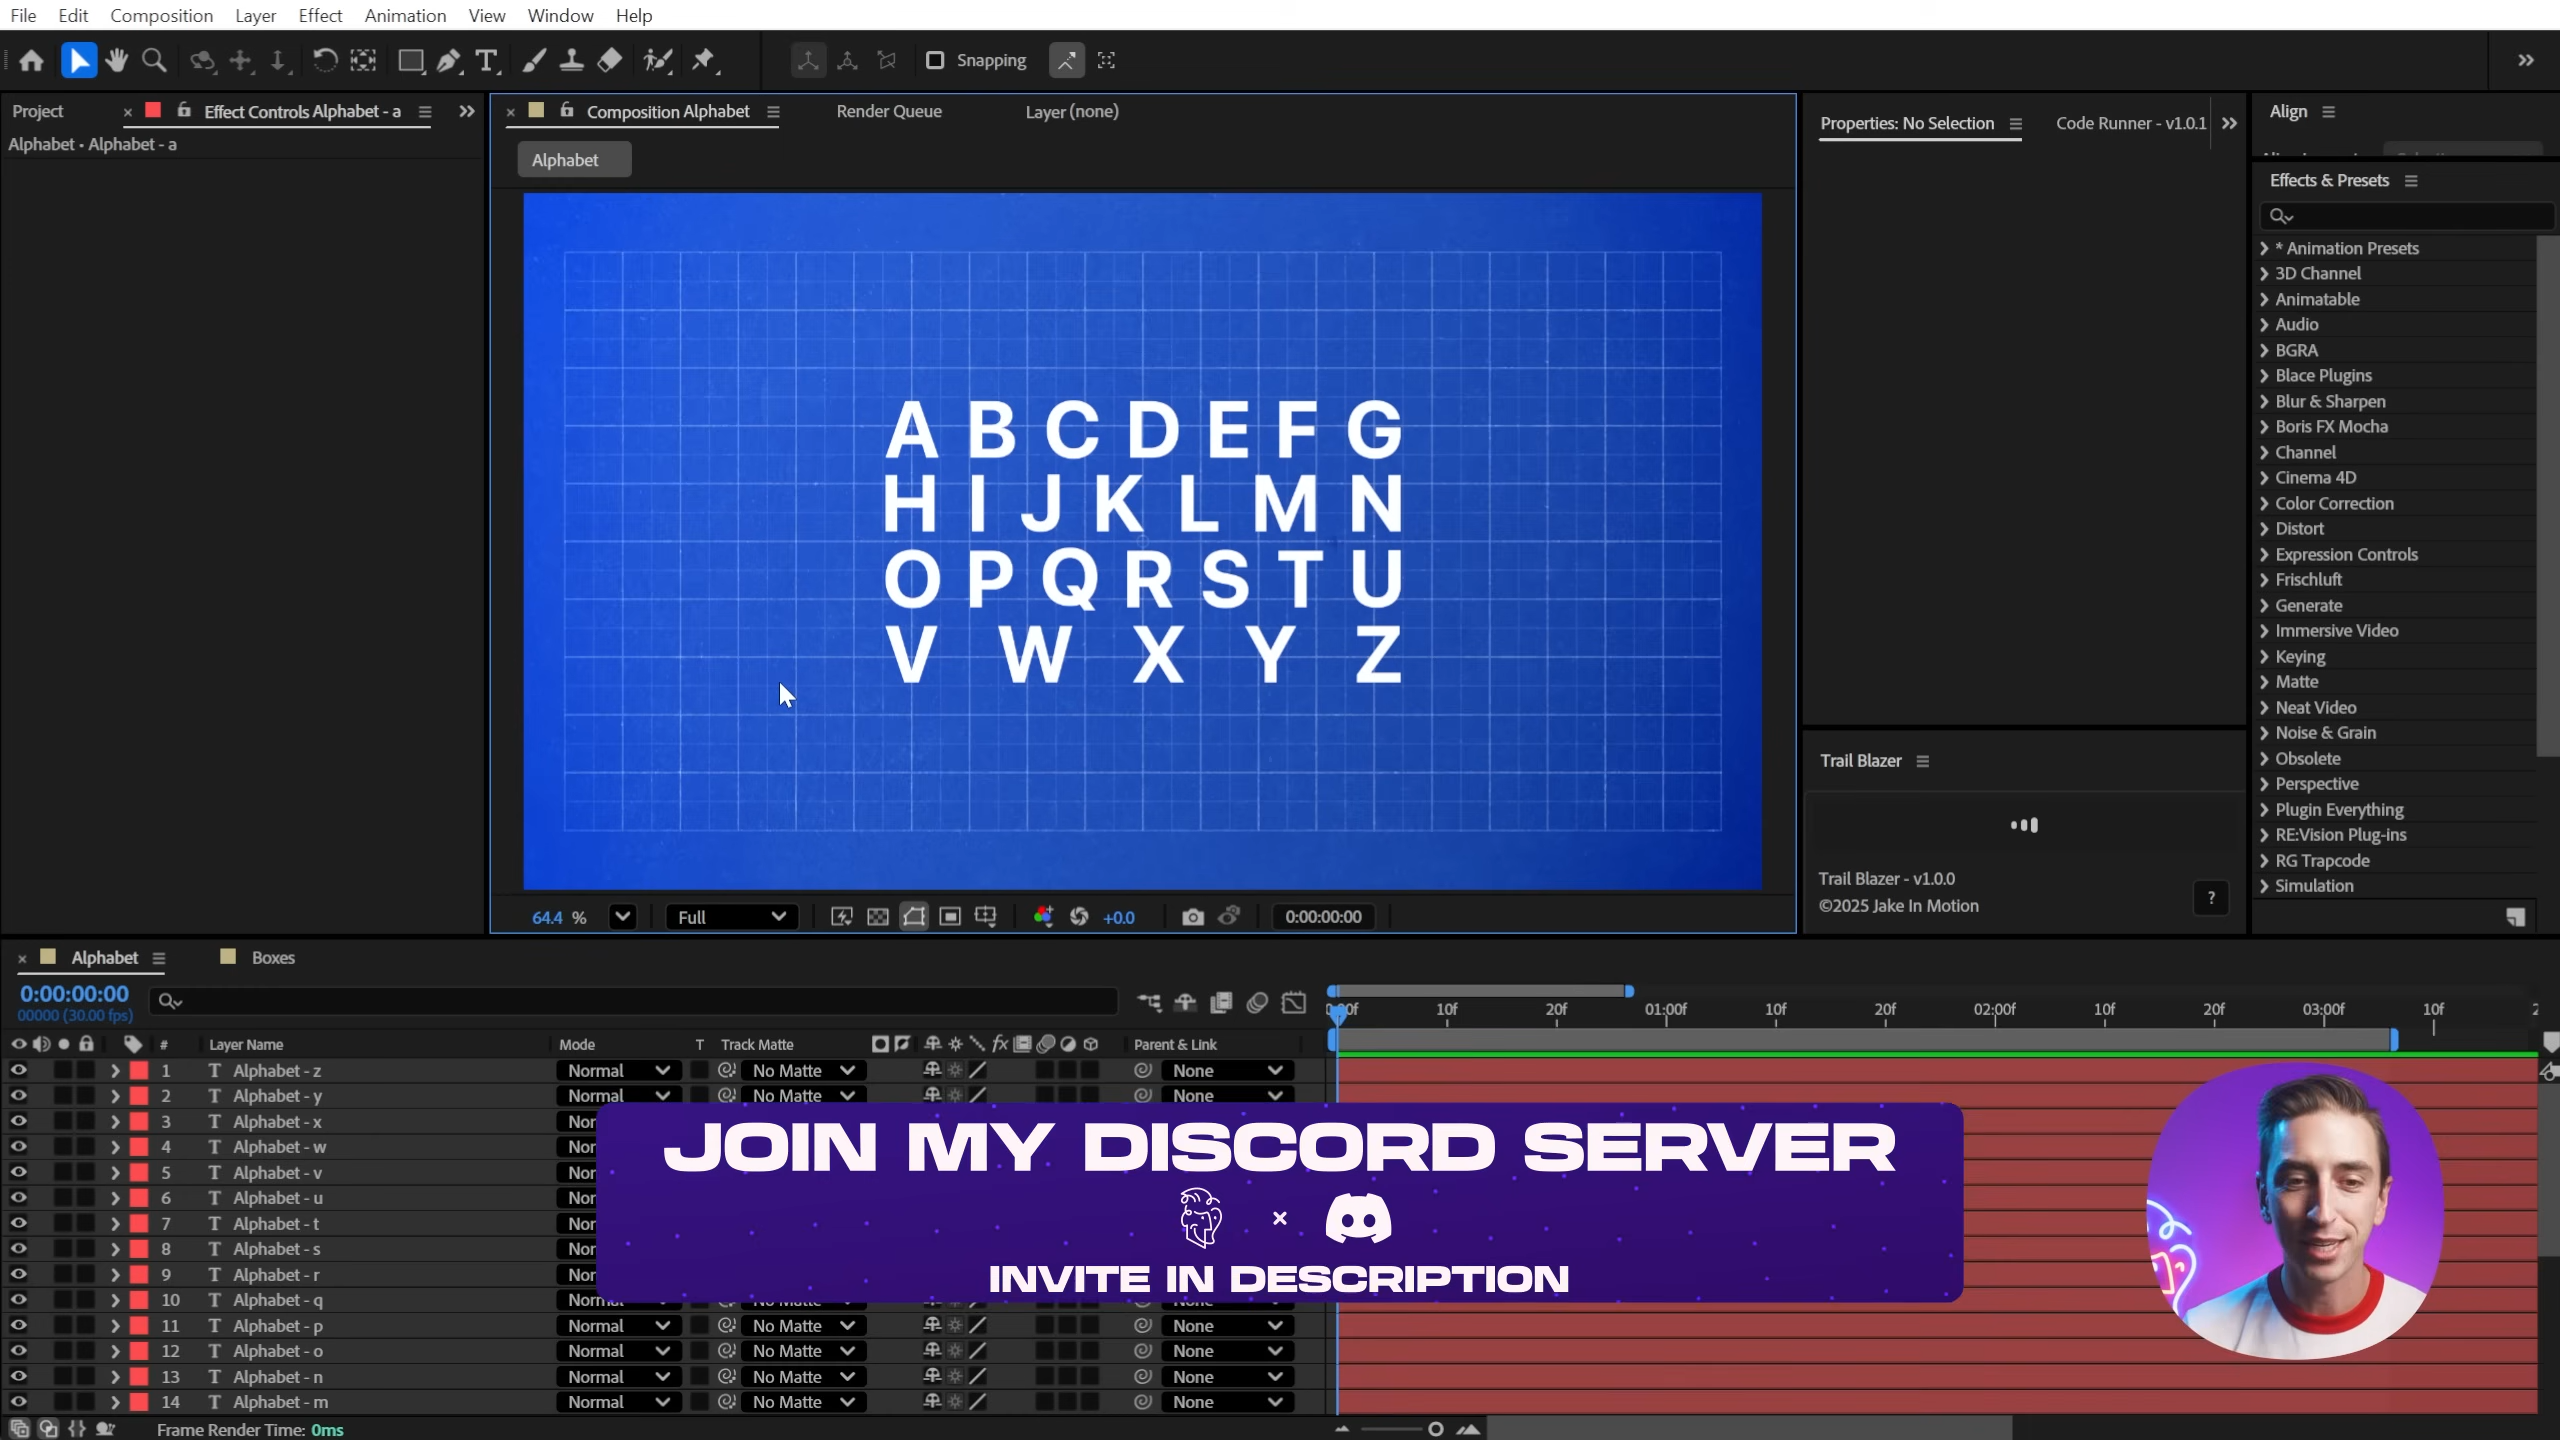 File Edit Composition Layer Effect Animation View Window Help
Snapping
Project
Effect Controls Alphabet - a
Alphabet • Alphabet - a
Composition Alphabet
Render Queue
Layer (none)
Alphabet
Properties: No Selection
Code Runner - v1.0.1
Align
Effects & Presets
* Animation Presets
3D Channel
Animatable
Audio
BGRA
Blace Plugins
Blur & Sharpen
Boris FX Mocha
Channel
Cinema 4D
Color Correction
Distort
Expression Controls
Frischluft
Generate
Immersive Video
Keying
Matte
Neat Video
Noise & Grain
Obsolete
Perspective
Plugin Everything
RE:Vision Plug-ins
RG Trapcode
Simulation
A B C D E F G
H I J K L M N
O P Q R S T U
V W X Y Z
Trail Blazer
Trail Blazer - v1.0.0
©2025 Jake In Motion
?
64.4 %
Full
+0.0
0:00:00:00
Alphabet
Boxes
0:00:00:00
00000 (30.00 fps)
10f 20f 01:00f 10f 20f 02:00f 10f 20f 03:00f 10f
# Layer Name Mode T Track Matte Parent & Link
1 T Alphabet - z Normal No Matte None
2 T Alphabet - y Normal No Matte None
3 T Alphabet - x Nor
4 T Alphabet - w Nor
5 T Alphabet - v Nor
6 T Alphabet - u Nor
7 T Alphabet - t Nor
8 T Alphabet - s Nor
9 T Alphabet - r Nor
10 T Alphabet - q
11 T Alphabet - p Normal No Matte None
12 T Alphabet - o Normal No Matte None
13 T Alphabet - n Normal No Matte None
14 T Alphabet - m Normal No Matte None
JOIN MY DISCORD SERVER
×
INVITE IN DESCRIPTION
Frame Render Time: 0ms